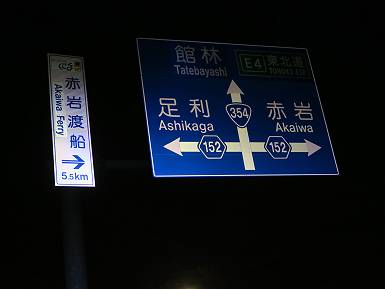 赤岩渡船
Akaiwa Ferry
5.5km
館林
Tatebayashi
E4 東北道
TOHOKU EXP
足利
Ashikaga
赤岩
Akaiwa
354
152
152